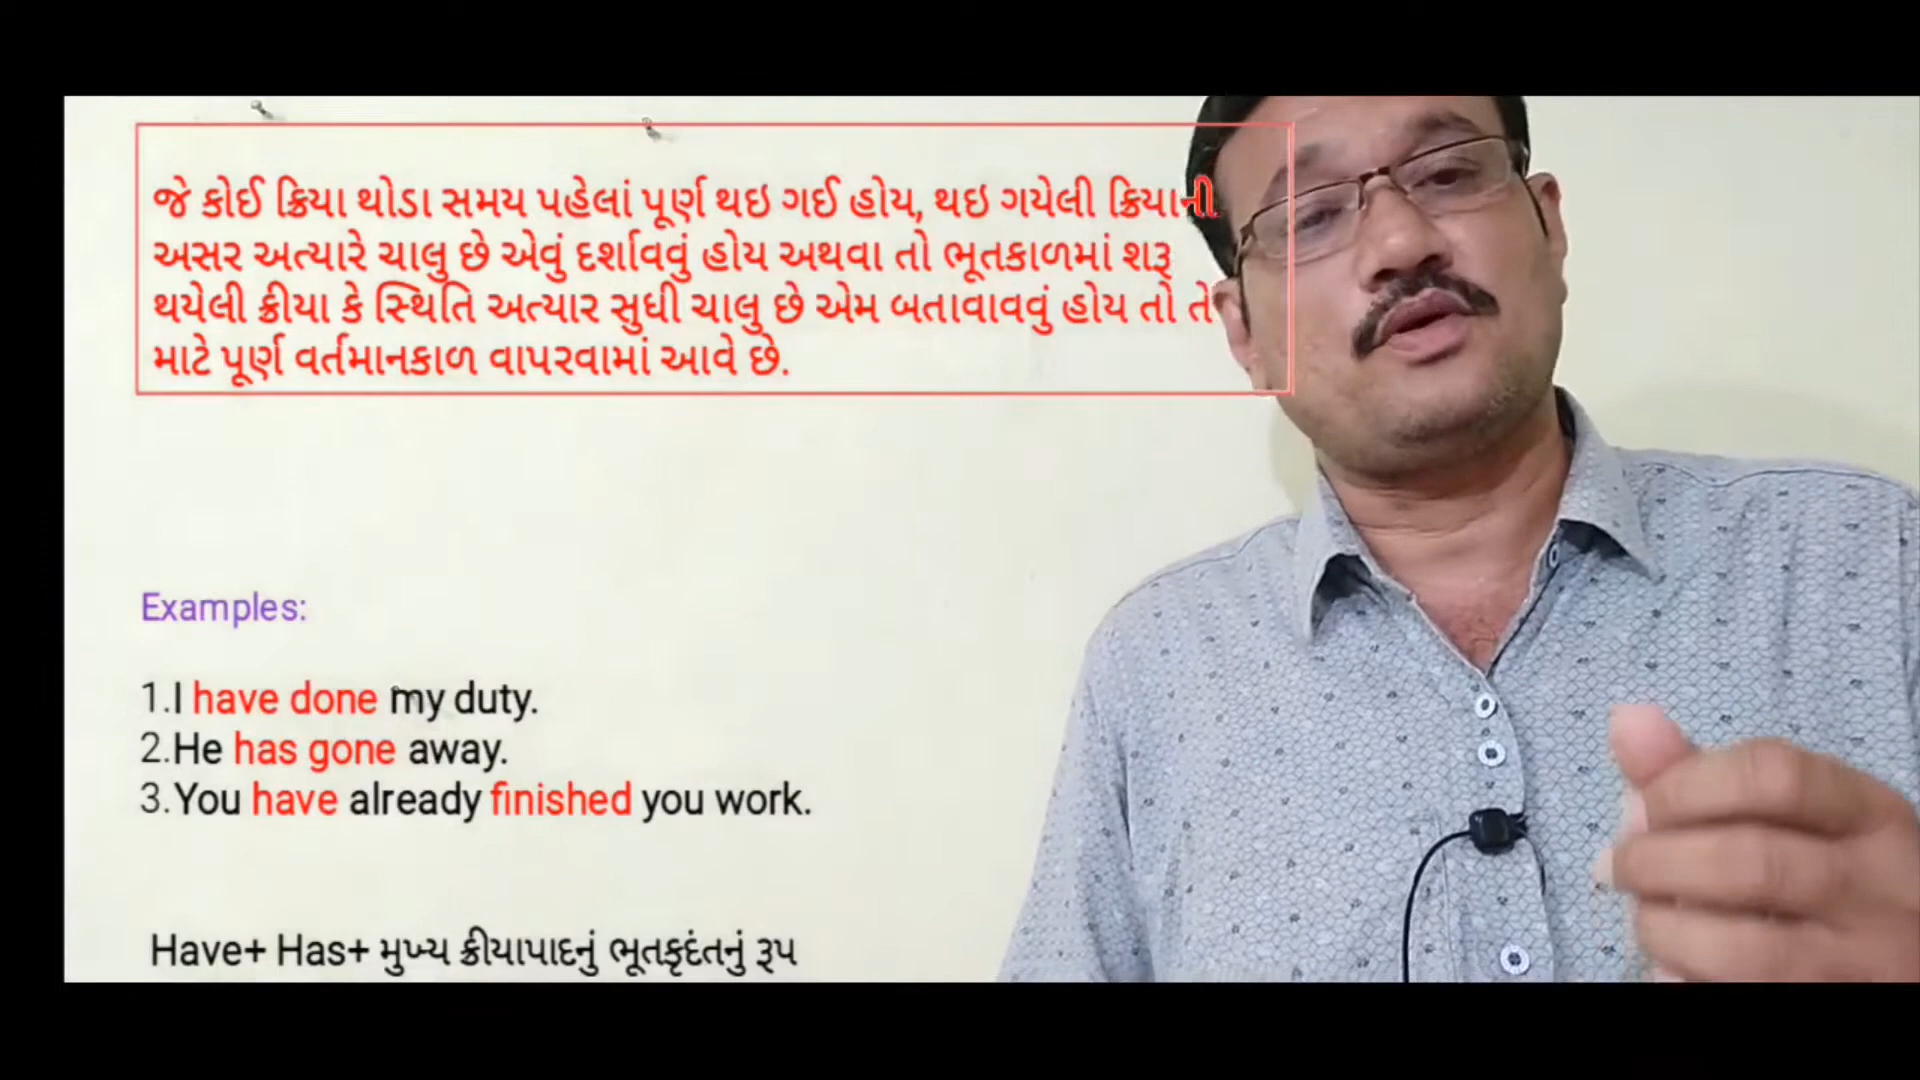 જે કોઈ ક્રિયા થોડા સમય પહેલાં પૂર્ણ થઇ ગઈ હોય, થઇ ગયેલી ક્રિયાની
અસર અત્યારે ચાલુ છે એવું દર્શાવવું હોય અથવા તો ભૂતકાળમાં શરૂ
થયેલી ક્રીયા કે સ્થિતિ અત્યાર સુધી ચાલુ છે એમ બતાવાવવું હોય તો તે
માટે પૂર્ણ વર્તમાનકાળ વાપરવામાં આવે છે.
Examples:
1.I have done my duty.
2.He has gone away.
3.You have already finished you work.
Have+ Has+ મુખ્ય ક્રીયાપાદનું ભૂતકૃદંતનું રૂપ